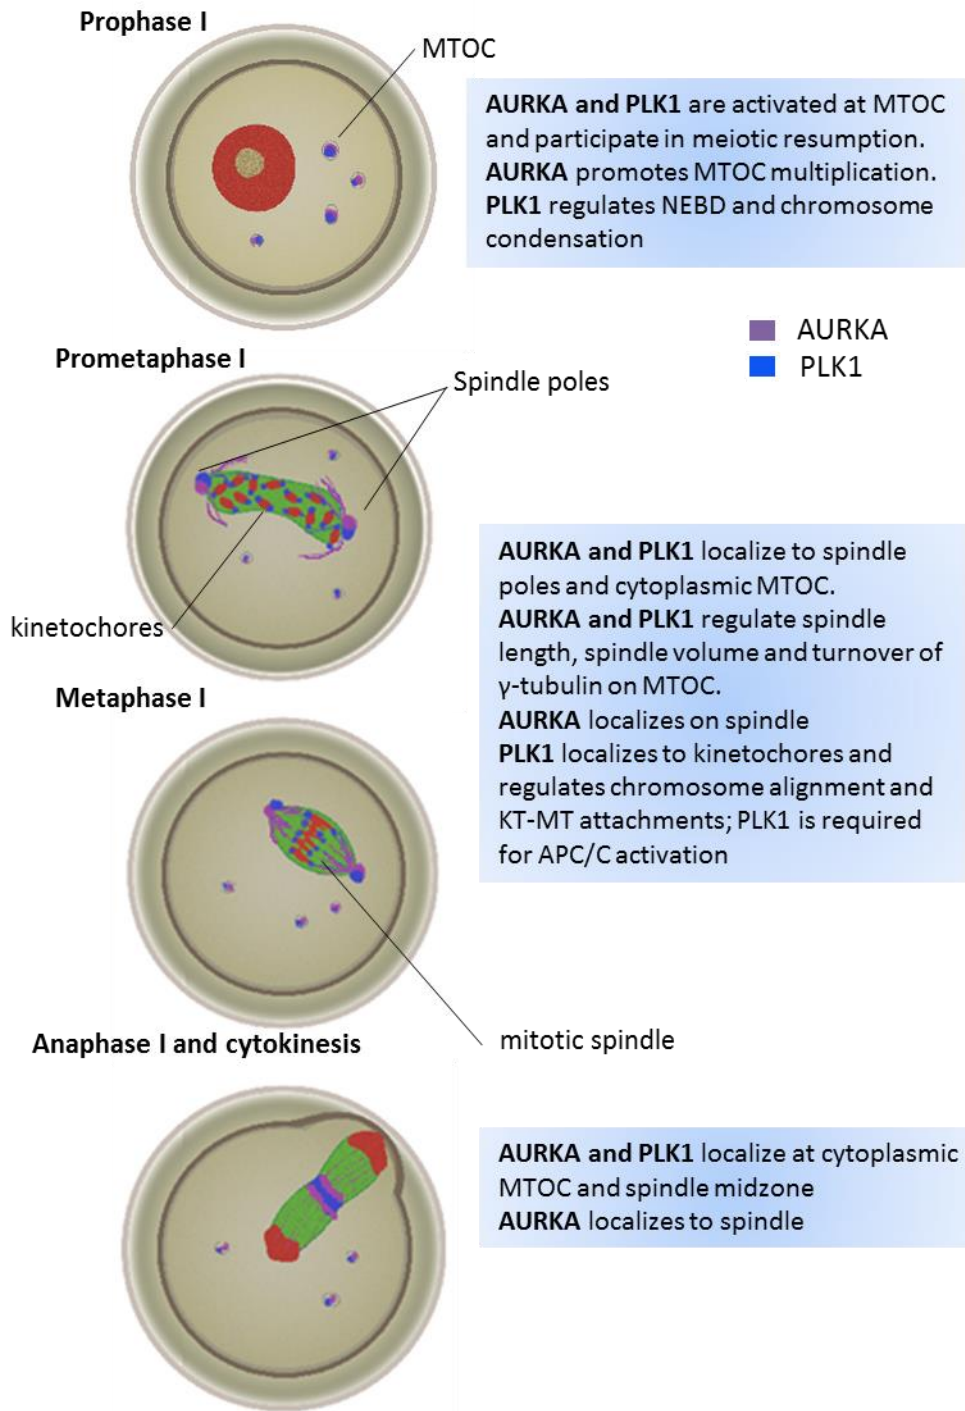 Prophase I
MTOC
AURKA and PLK1 are activated at MTOC
and participate in meiotic resumption.
AURKA promotes MTOC multiplication.
PLK1 regulates NEBD and chromosome
condensation
AURKA
PLK1
Prometaphase I
Spindle poles
kinetochores
AURKA and PLK1 localize to spindle
poles and cytoplasmic MTOC.
AURKA and PLK1 regulate spindle
length, spindle volume and turnover of
γ-tubulin on MTOC.
AURKA localizes on spindle
PLK1 localizes to kinetochores and
regulates chromosome alignment and
KT-MT attachments; PLK1 is required
for APC/C activation
Metaphase I
mitotic spindle
Anaphase I and cytokinesis
AURKA and PLK1 localize at cytoplasmic
MTOC and spindle midzone
AURKA localizes to spindle